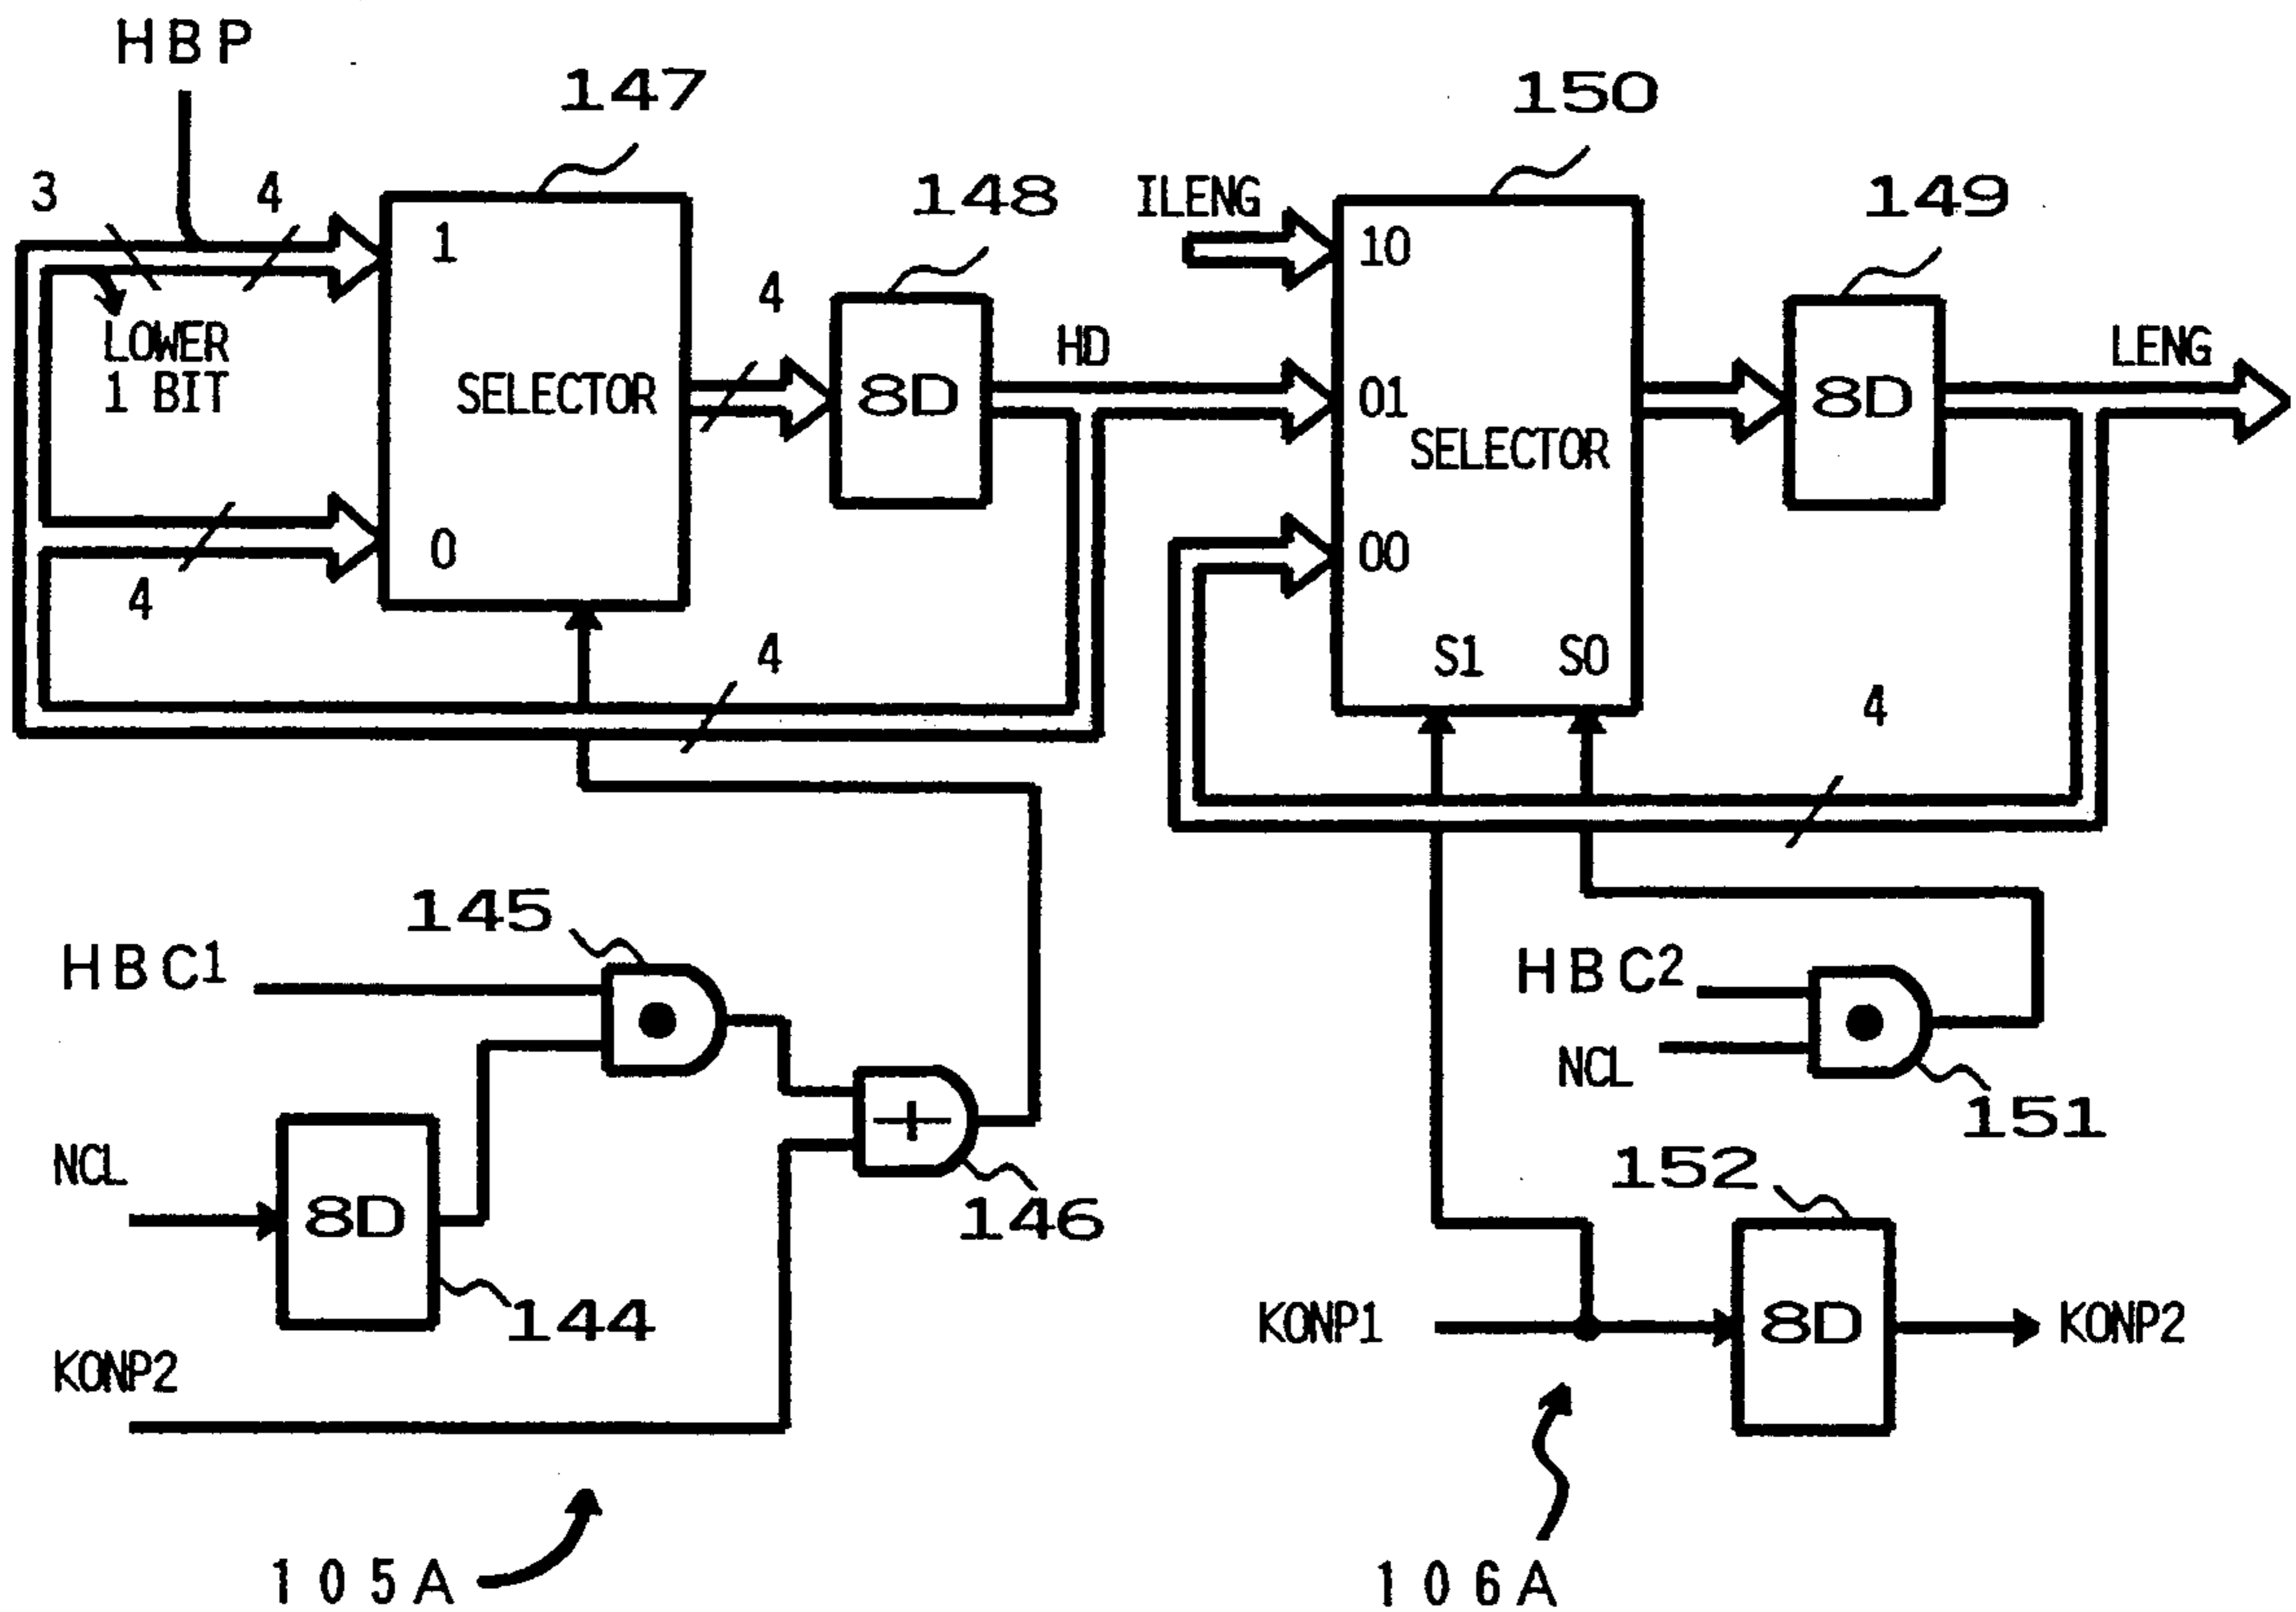 HBP
147
150
3
4
148
ILENG
149
1
10
4
HD
LENG
LOWER
1 BIT
SELECTOR
8D
01
8D
SELECTOR
0
00
4
4
S1
S0
4
145
HBC1
HBC2
NCL
151
NCL
152
8D
146
144
KONP1
8D
KONP2
KONP2
105A
106A